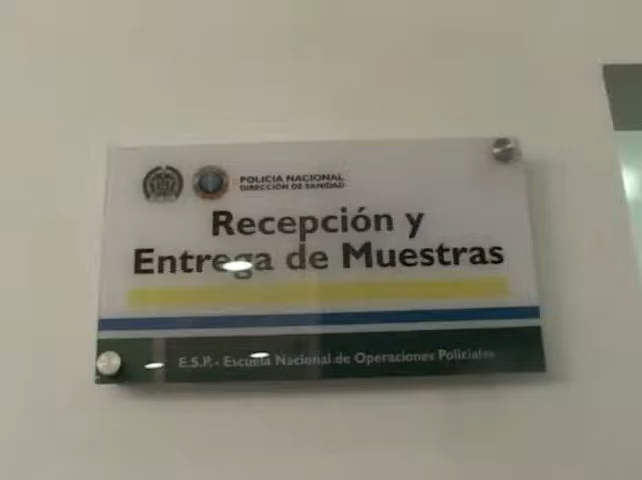 POLICIA NACIONAL
DIRECCIÓN DE SANIDAD
Recepción y
Entrega de Muestras
E.S.P. - Escuela Nacional de Operaciones Policiales